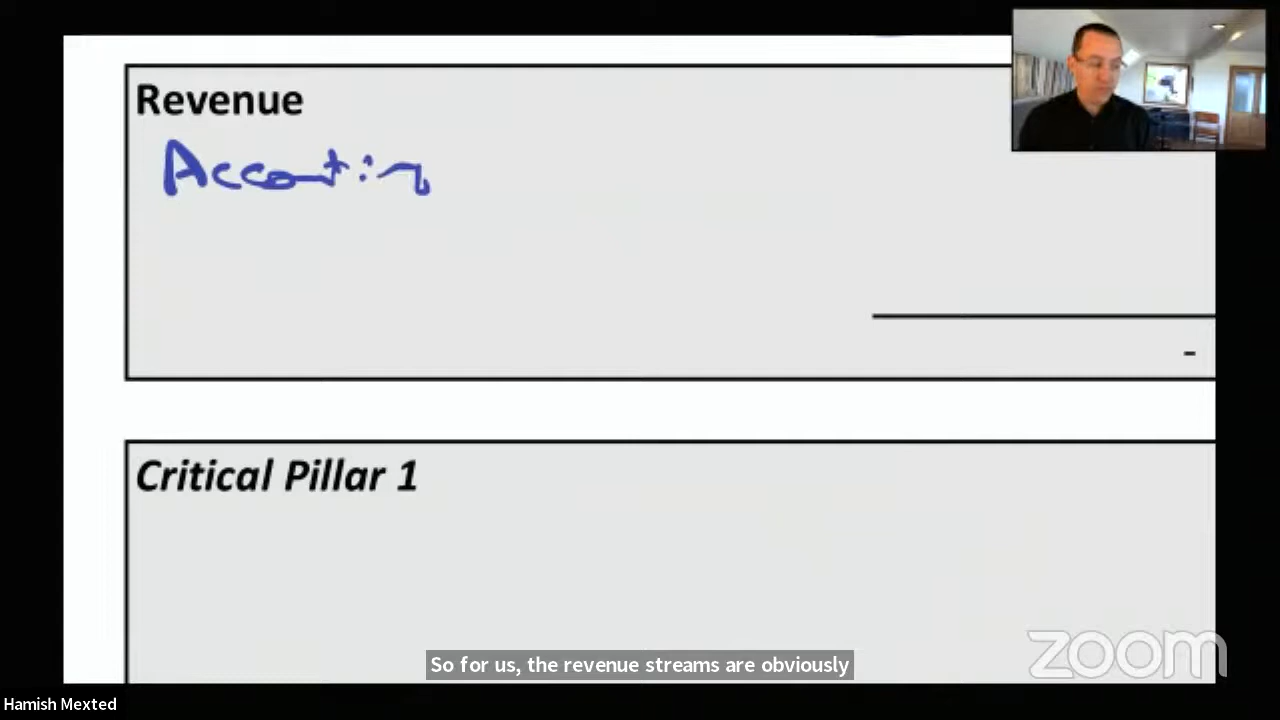 Revenue
Accounting
-
Critical Pillar 1
So for us, the revenue streams are obviously
zoom
Hamish Mexted